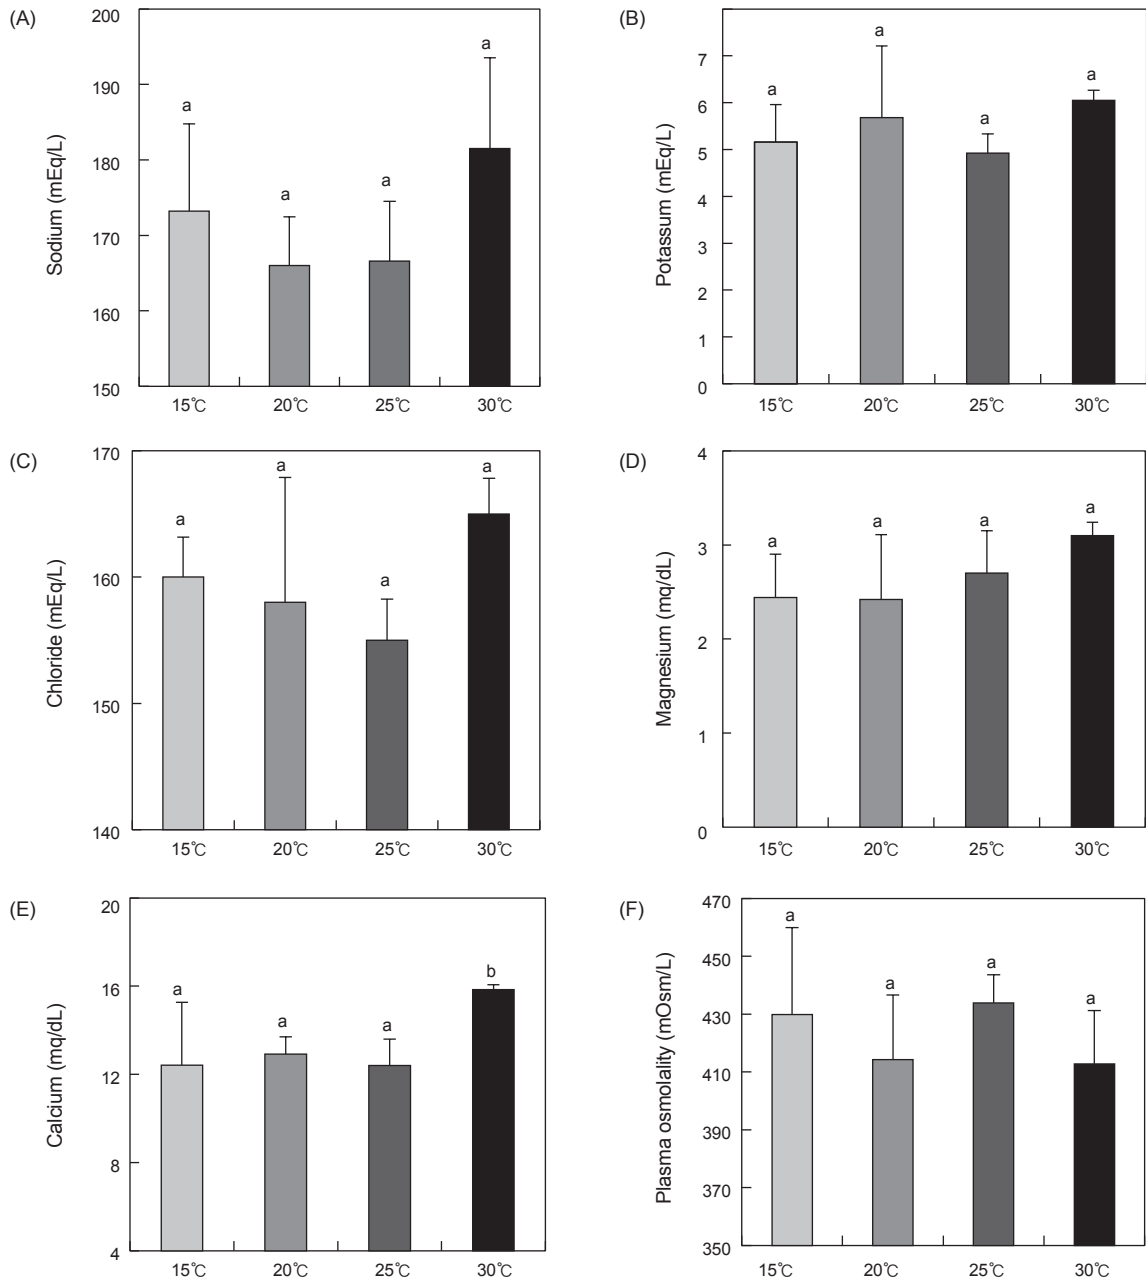 (A)
Sodium (mEq/L)
200
190
180
170
160
150
a
a
a
a
15℃ 20℃ 25℃ 30℃
(B)
Potassum (mEq/L)
7
6
5
4
3
2
1
0
a
a
a
a
15℃ 20℃ 25℃ 30℃
(C)
Chloride (mEq/L)
170
160
150
140
a
a
a
a
15℃ 20℃ 25℃ 30℃
(D)
Magnesium (mq/dL)
4
3
2
1
0
a
a
a
a
15℃ 20℃ 25℃ 30℃
(E)
Calcium (mq/dL)
20
16
12
8
4
a
a
a
b
15℃ 20℃ 25℃ 30℃
(F)
Plasma osmolality (mOsm/L)
470
450
430
410
390
370
350
a
a
a
a
15℃ 20℃ 25℃ 30℃